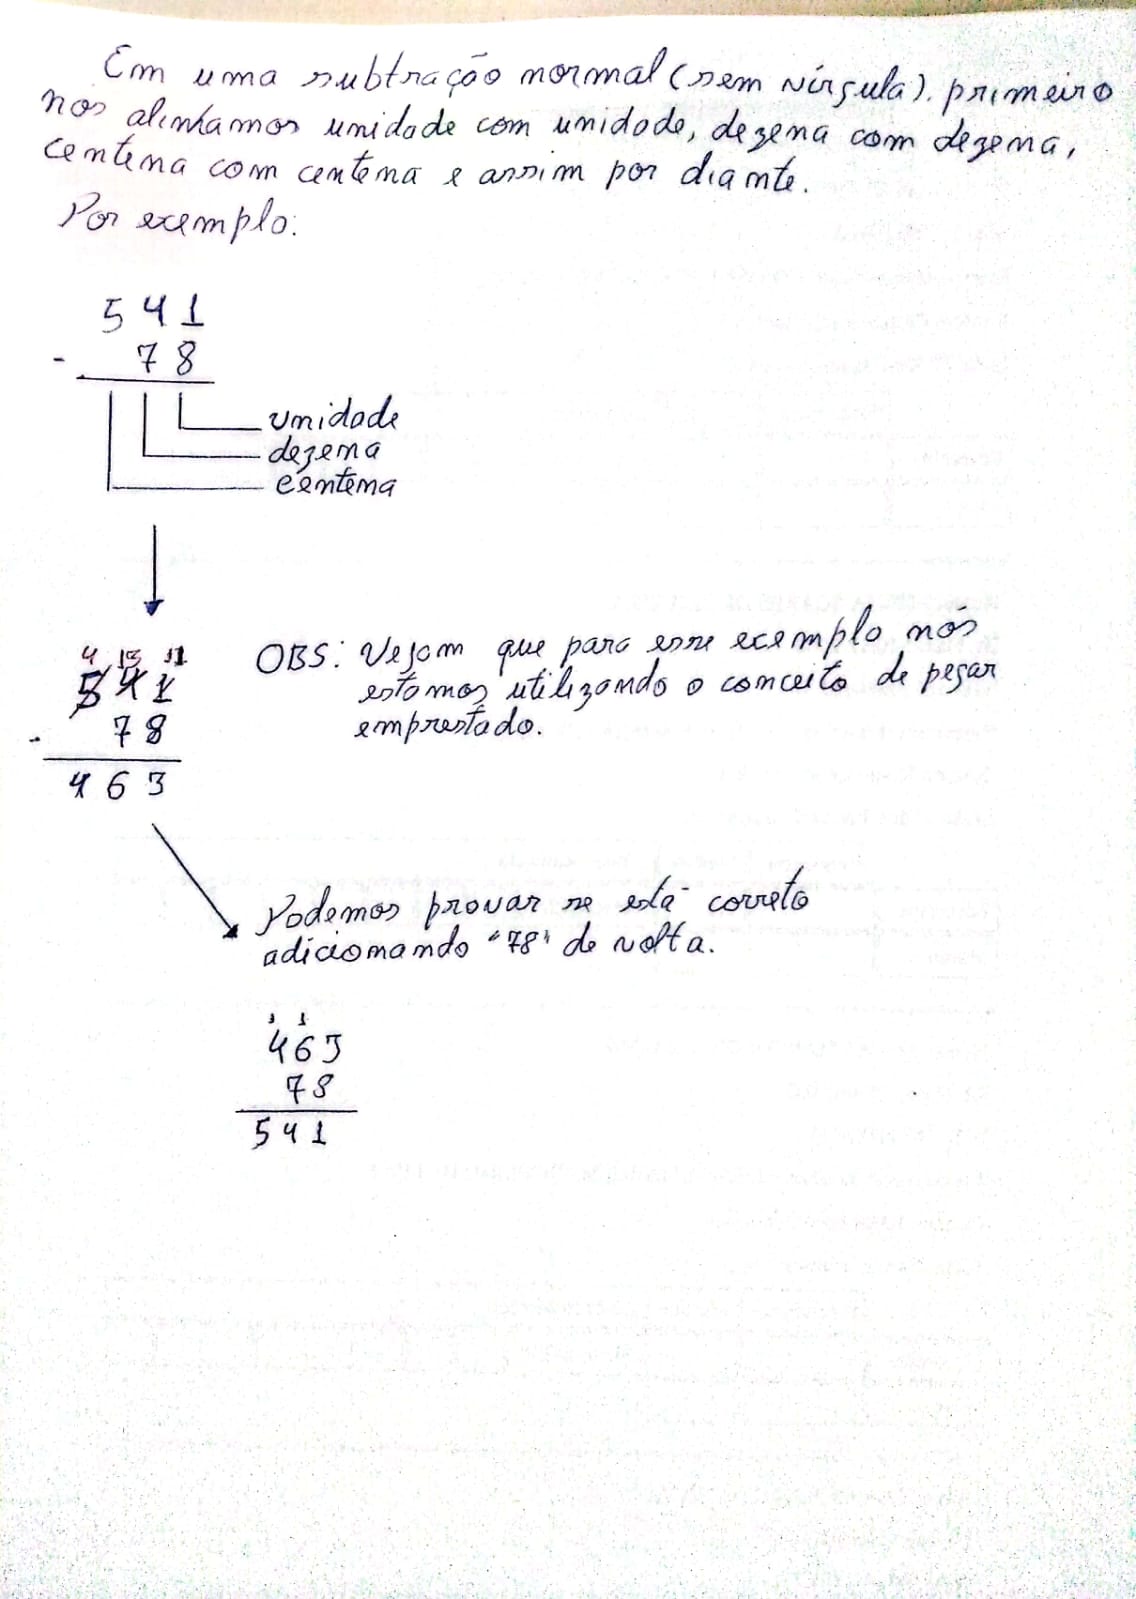 Em uma subtração normal (sem vírgula). primeiro
nós alinhamos unidade com unidade, dezena com dezena,
centena com centena e assim por diante.
Por exemplo:
541
- 78
unidade
dezena
centena
4 13 11
541
- 78
463
OBS: Vejam que para esse exemplo, nós
estamos utilizando o conceito de pegar
emprestado.
Podemos provar se está correto
adicionando "78" de volta.
1 1
463
78
541